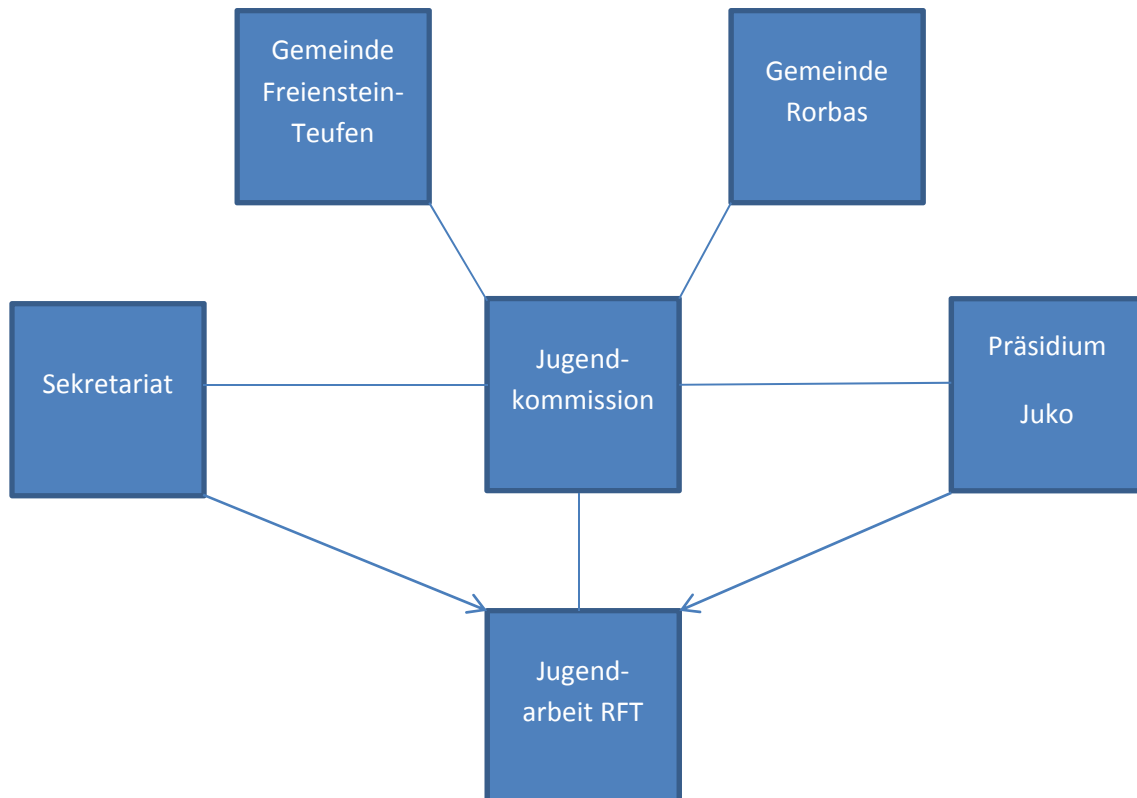 Gemeinde
Freienstein-
Teufen
Gemeinde
Rorbas
Sekretariat
Jugend-
kommission
Präsidium
Juko
Jugend-
arbeit RFT